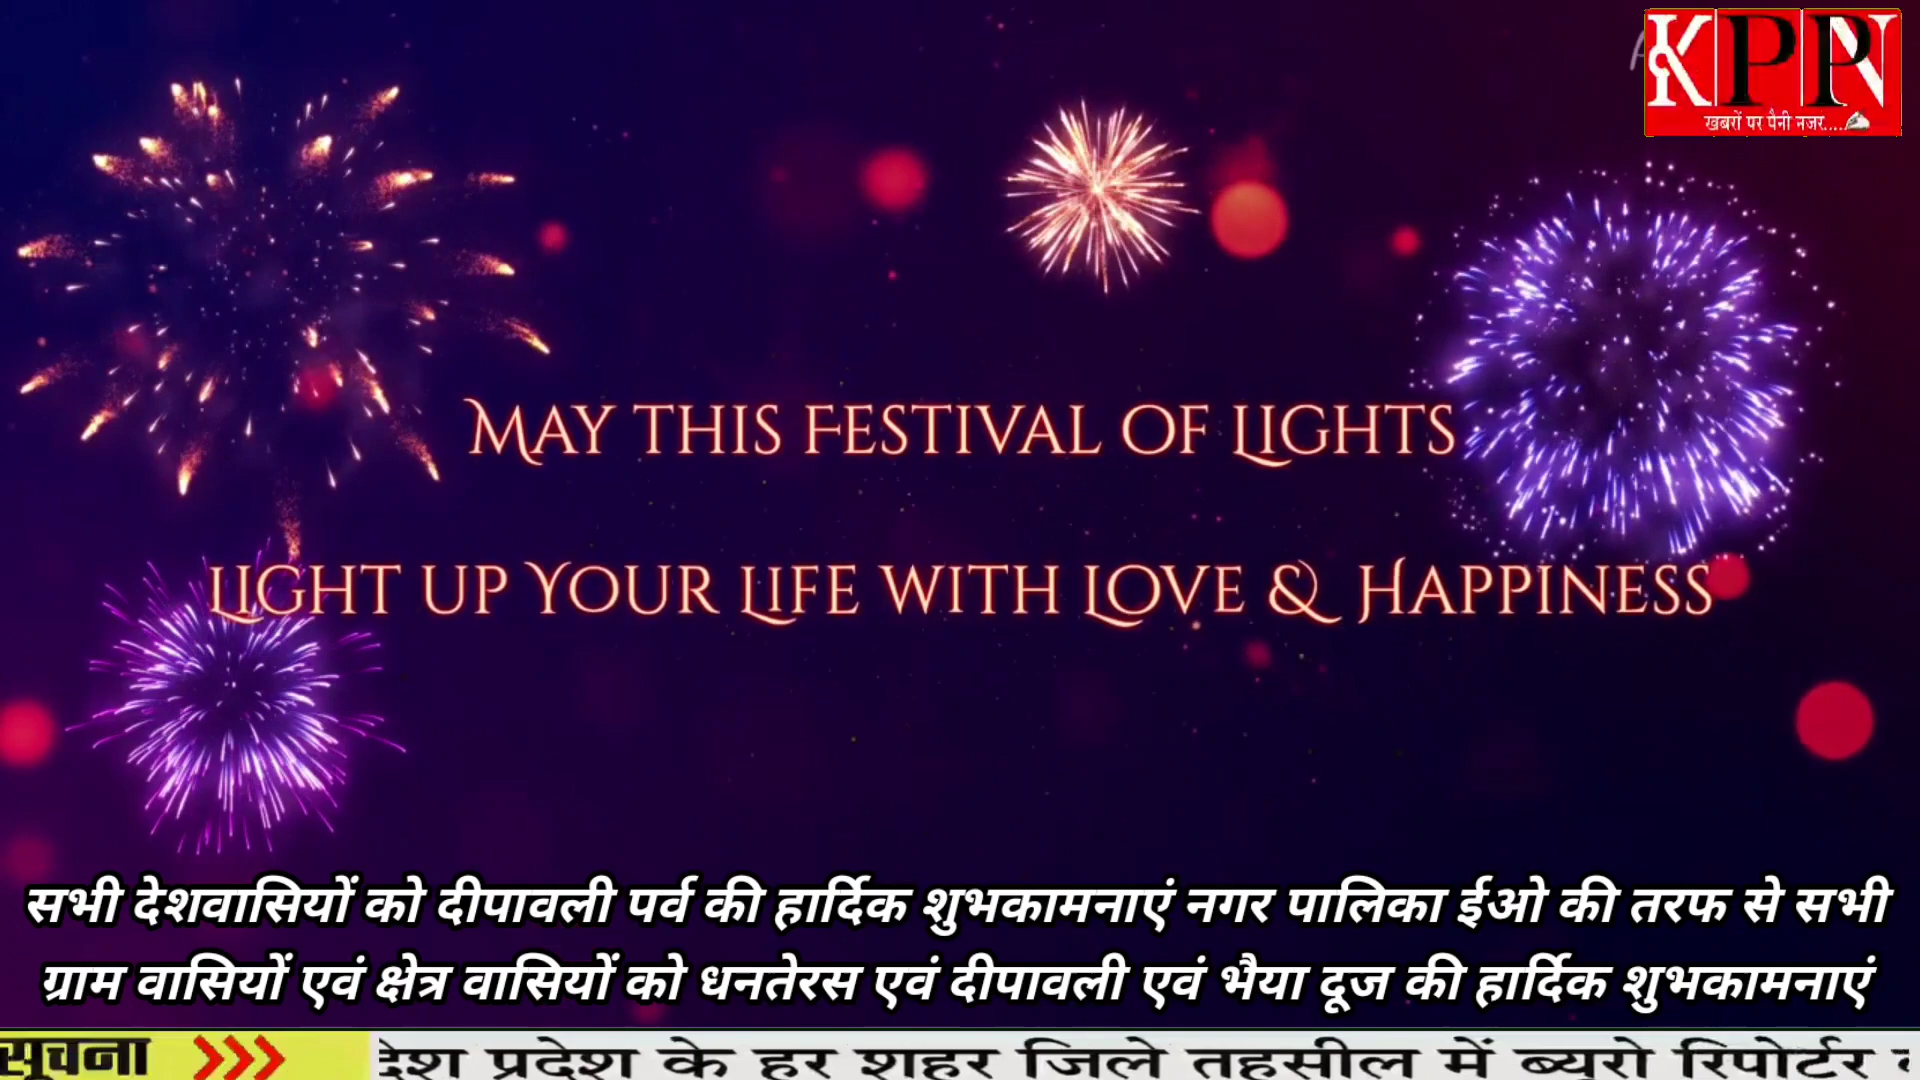 KPN
खबरों पर पैनी नजर.....
May this Festival of Lights
Light up Your Life with Love & Happiness
सभी देशवासियों को दीपावली पर्व की हार्दिक शुभकामनाएं नगर पालिका ईओ की तरफ से सभी
ग्राम वासियों एवं क्षेत्र वासियों को धनतेरस एवं दीपावली एवं भैया दूज की हार्दिक शुभकामनाएं
सूचना >>> देश प्रदेश के हर शहर जिले तहसील में ब्यूरो रिपोर्टर